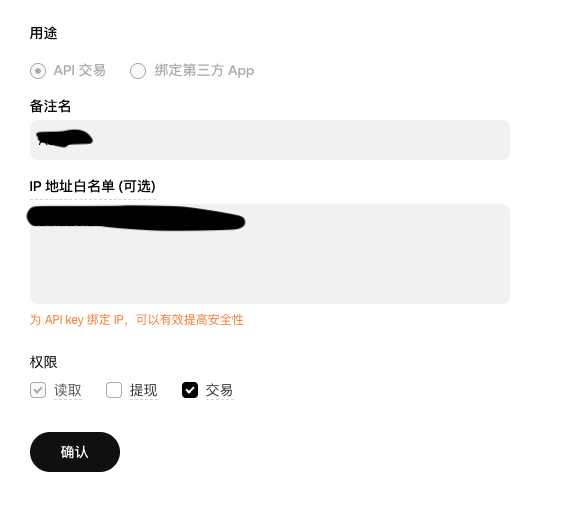 用途
API 交易 绑定第三方 App
备注名
IP 地址白名单 (可选)
为 API key 绑定 IP，可以有效提高安全性
权限
读取 提现 交易
确认